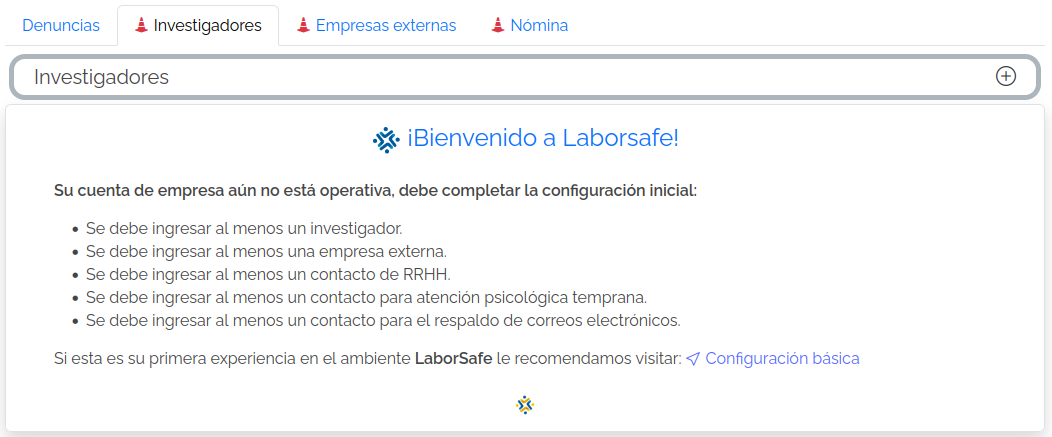 Denuncias Investigadores Empresas externas Nómina
Investigadores
¡Bienvenido a Laborsafe!
Su cuenta de empresa aún no está operativa, debe completar la configuración inicial:
• Se debe ingresar al menos un investigador.
• Se debe ingresar al menos una empresa externa.
• Se debe ingresar al menos un contacto de RRHH.
• Se debe ingresar al menos un contacto para atención psicológica temprana.
• Se debe ingresar al menos un contacto para el respaldo de correos electrónicos.
Si esta es su primera experiencia en el ambiente LaborSafe le recomendamos visitar: Configuración básica